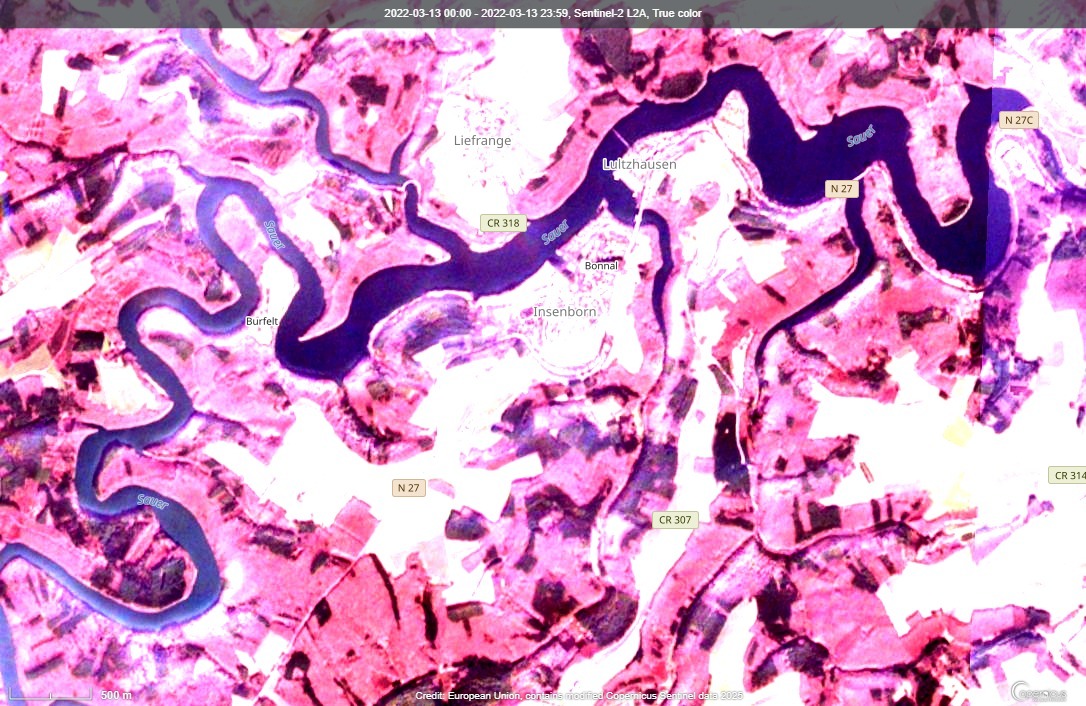 2022-03-13 00:00 - 2022-03-13 23:59, Sentinel-2 L2A, True color
N 27C
Sauer
Liefrange
Lultzhausen
N 27
CR 318
Sauer
Sauer
Bonnal
Insenborn
Burfelt
CR 314
N 27
Sauer
CR 307
500 m
Credit: European Union, contains modified Copernicus Sentinel data 2025
opernicus